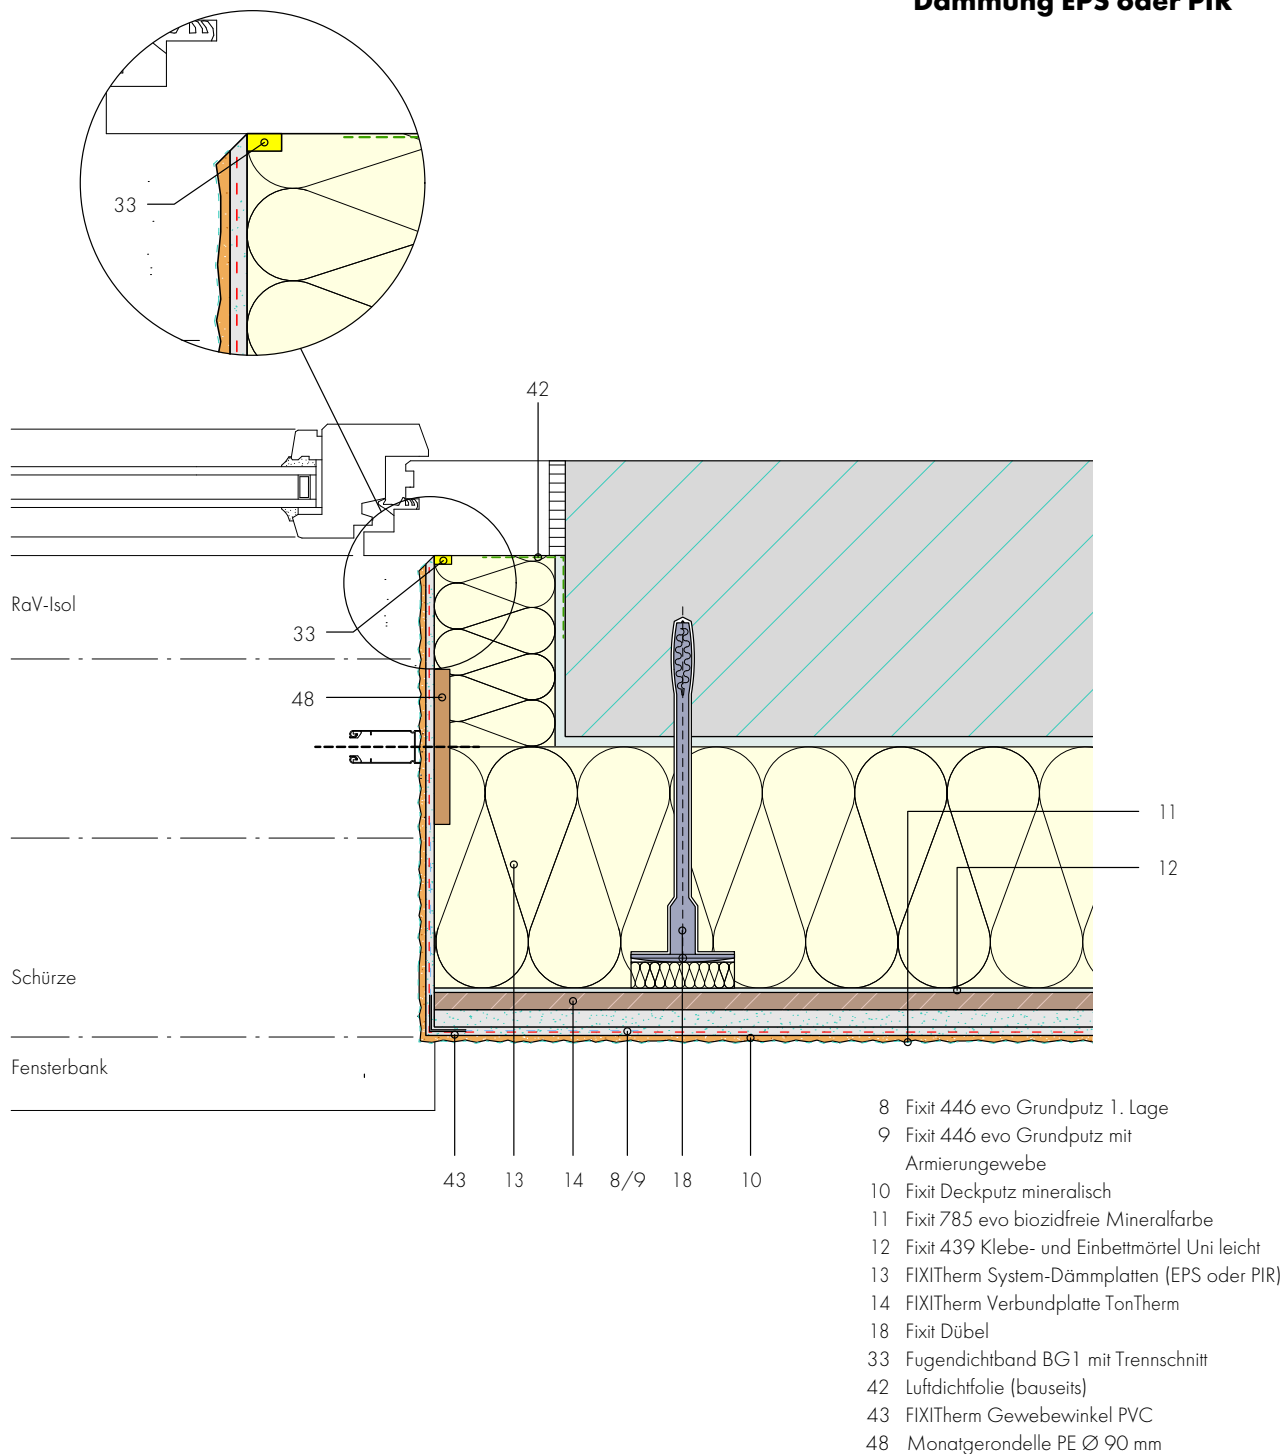 Dämmung EPS oder PIR
33
42
RaV-Isol
33
48
11
12
Schürze
Fensterbank
43 13 14 8/9 18 10
8 Fixit 446 evo Grundputz 1. Lage
9 Fixit 446 evo Grundputz mit
Armierungewebe
10 Fixit Deckputz mineralisch
11 Fixit 785 evo biozidfreie Mineralfarbe
12 Fixit 439 Klebe- und Einbettmörtel Uni leicht
13 FIXITherm System-Dämmplatten (EPS oder PIR)
14 FIXITherm Verbundplatte TonTherm
18 Fixit Dübel
33 Fugendichtband BG1 mit Trennschnitt
42 Luftdichtfolie (bauseits)
43 FIXITherm Gewebewinkel PVC
48 Monatgerondelle PE Ø 90 mm